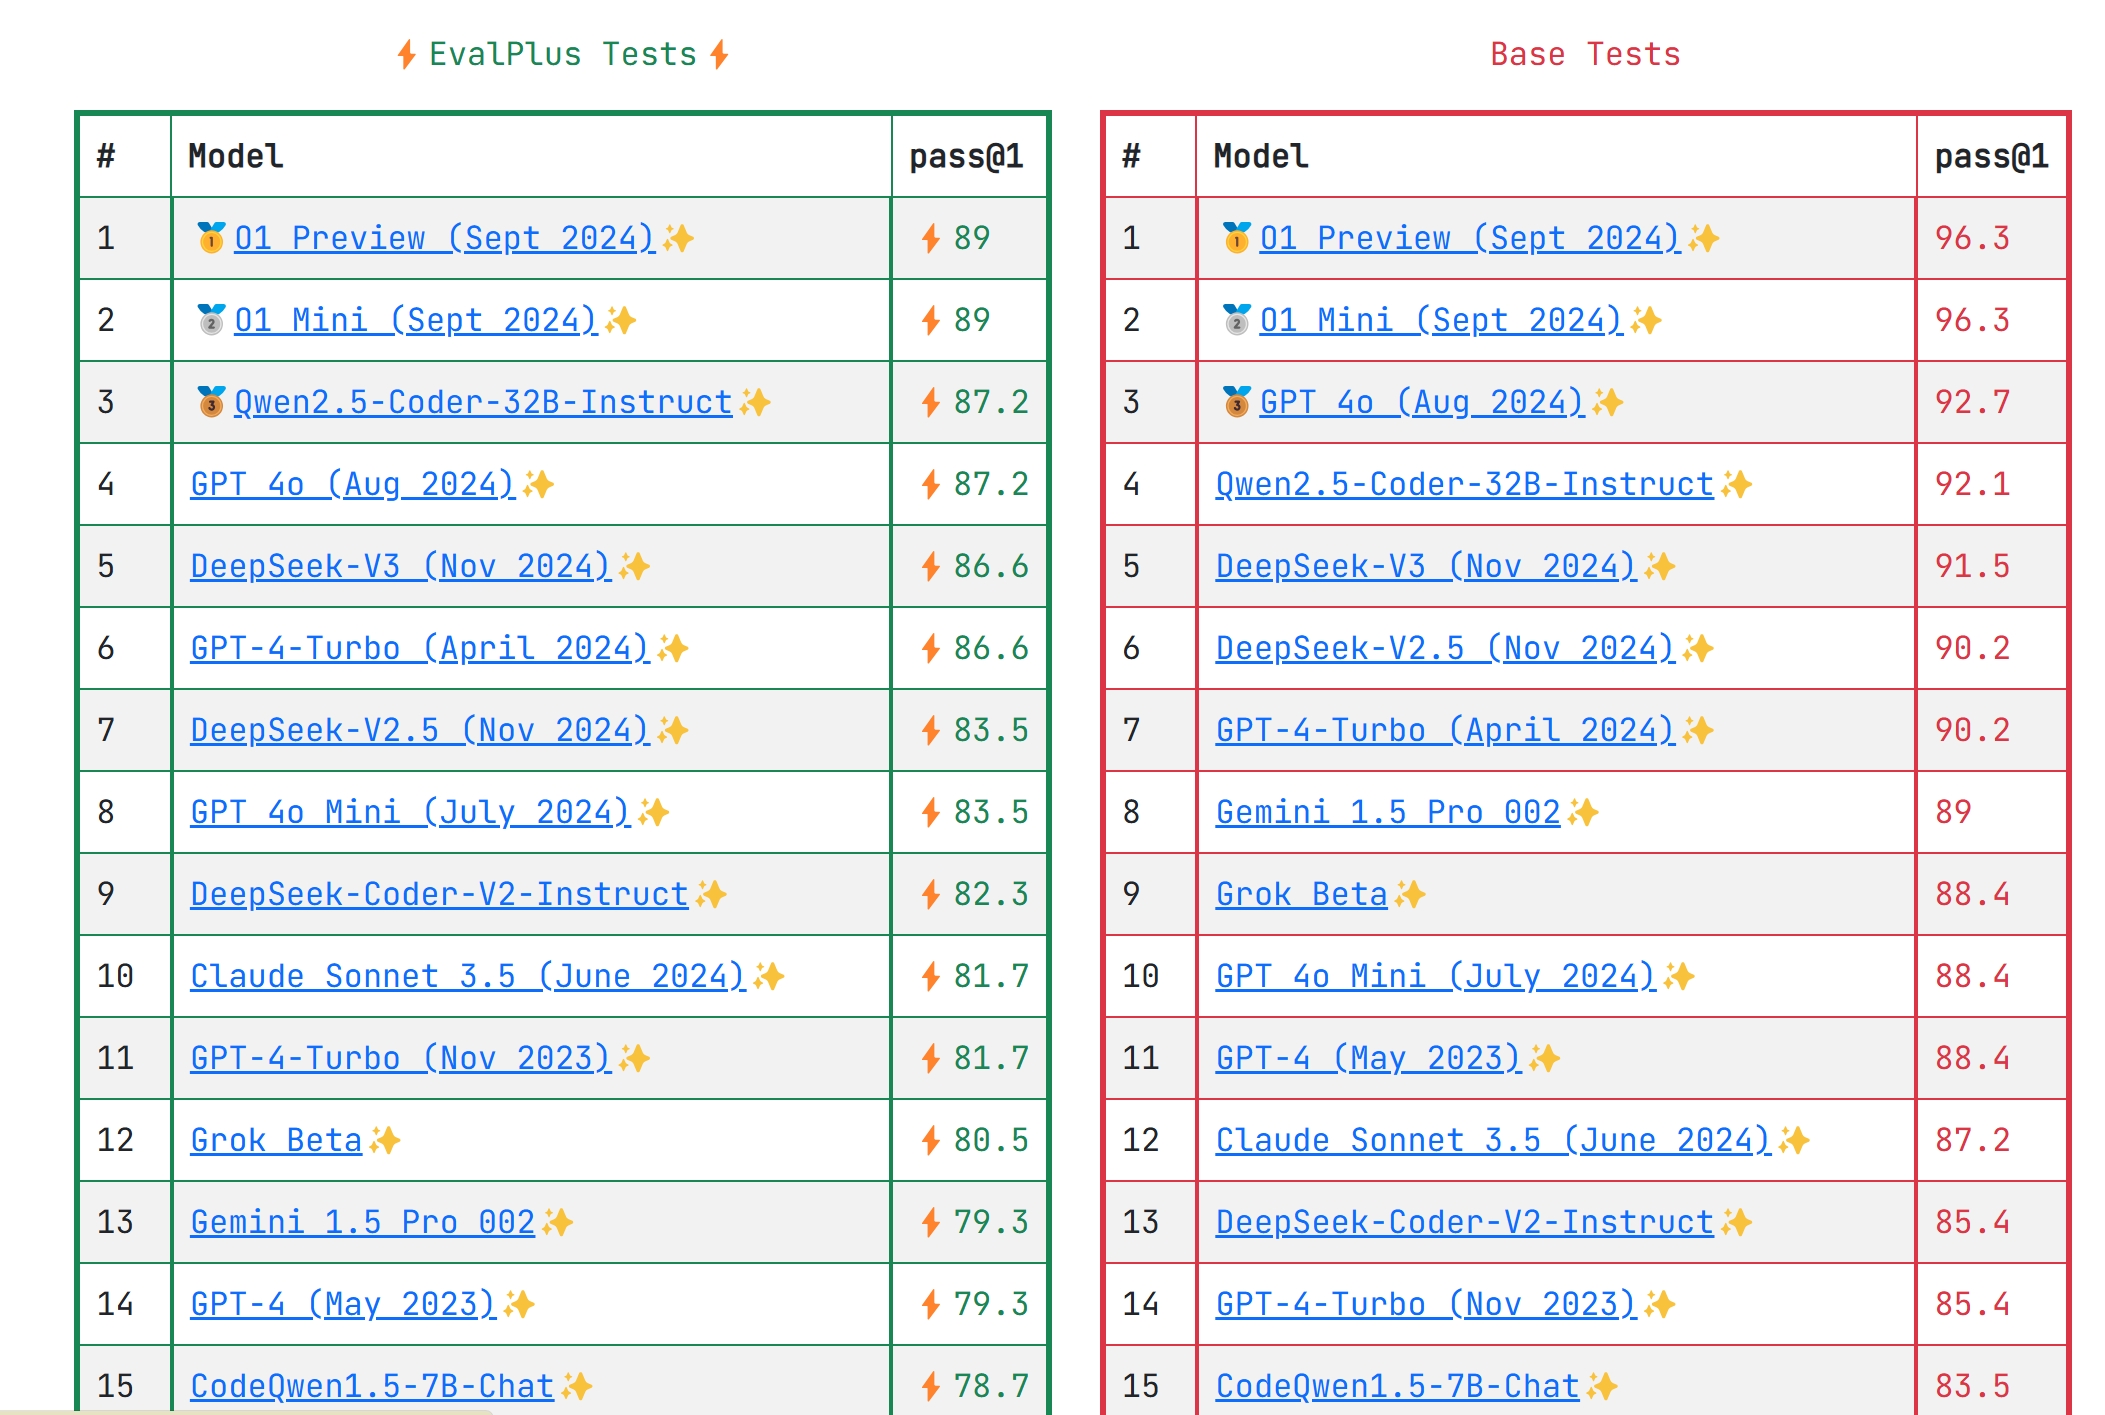 ⚡EvalPlus Tests⚡
# Model pass@1
1 🥇O1 Preview (Sept 2024)✨ ⚡89
2 🥈O1 Mini (Sept 2024)✨ ⚡89
3 🥉Qwen2.5-Coder-32B-Instruct✨ ⚡87.2
4 GPT 4o (Aug 2024)✨ ⚡87.2
5 DeepSeek-V3 (Nov 2024)✨ ⚡86.6
6 GPT-4-Turbo (April 2024)✨ ⚡86.6
7 DeepSeek-V2.5 (Nov 2024)✨ ⚡83.5
8 GPT 4o Mini (July 2024)✨ ⚡83.5
9 DeepSeek-Coder-V2-Instruct✨ ⚡82.3
10 Claude Sonnet 3.5 (June 2024)✨ ⚡81.7
11 GPT-4-Turbo (Nov 2023)✨ ⚡81.7
12 Grok Beta✨ ⚡80.5
13 Gemini 1.5 Pro 002✨ ⚡79.3
14 GPT-4 (May 2023)✨ ⚡79.3
15 CodeQwen1.5-7B-Chat✨ ⚡78.7
Base Tests
# Model pass@1
1 🥇O1 Preview (Sept 2024)✨ 96.3
2 🥈O1 Mini (Sept 2024)✨ 96.3
3 🥉GPT 4o (Aug 2024)✨ 92.7
4 Qwen2.5-Coder-32B-Instruct✨ 92.1
5 DeepSeek-V3 (Nov 2024)✨ 91.5
6 DeepSeek-V2.5 (Nov 2024)✨ 90.2
7 GPT-4-Turbo (April 2024)✨ 90.2
8 Gemini 1.5 Pro 002✨ 89
9 Grok Beta✨ 88.4
10 GPT 4o Mini (July 2024)✨ 88.4
11 GPT-4 (May 2023)✨ 88.4
12 Claude Sonnet 3.5 (June 2024)✨ 87.2
13 DeepSeek-Coder-V2-Instruct✨ 85.4
14 GPT-4-Turbo (Nov 2023)✨ 85.4
15 CodeQwen1.5-7B-Chat✨ 83.5